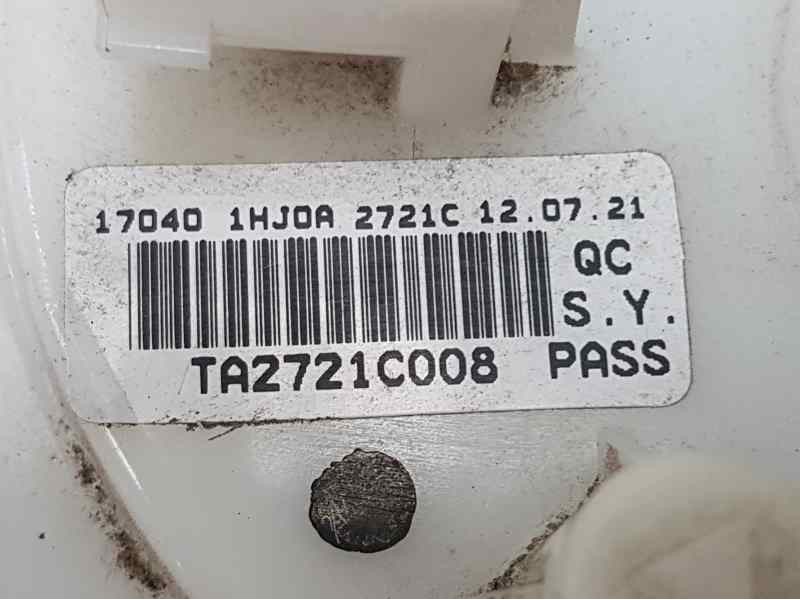 17040 1HJ0A 2721C 12.07.21
QC
S.Y.
TA2721C008 PASS